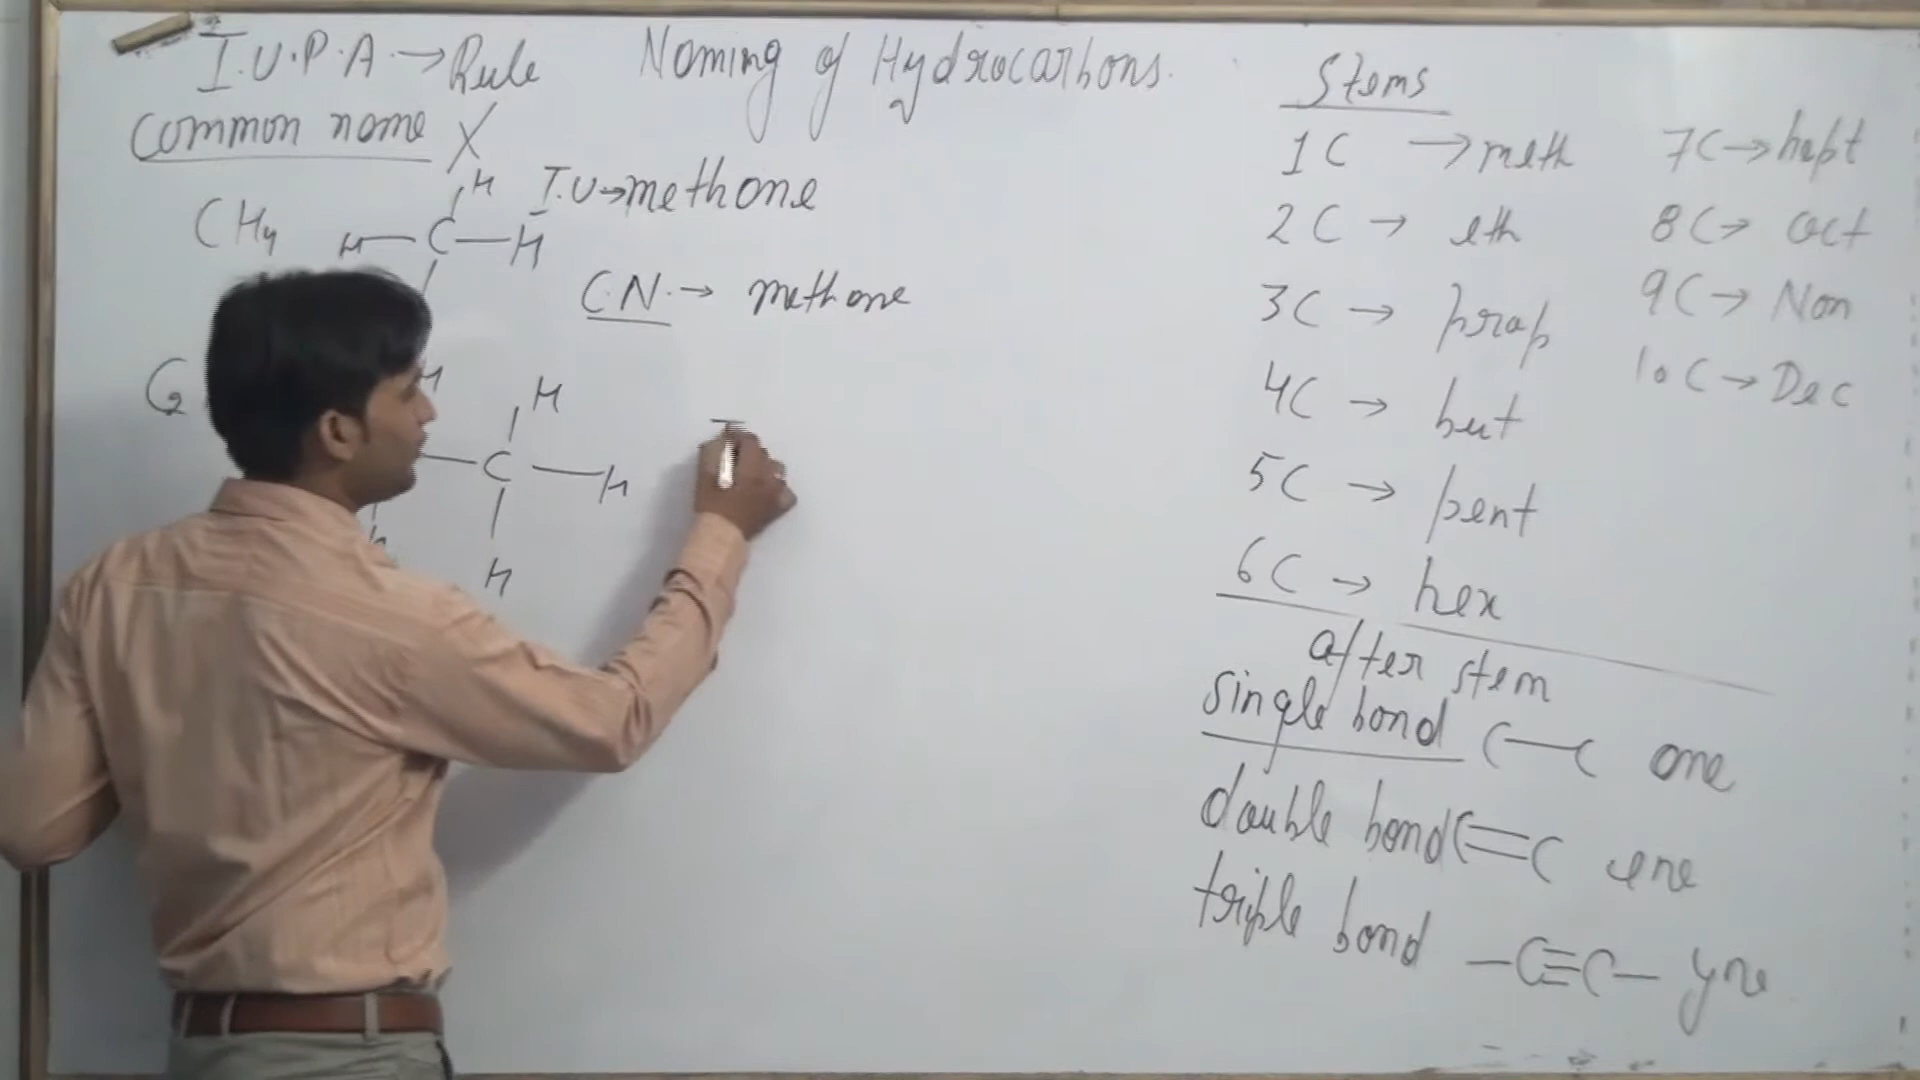 I.U.P.A. → Rule
Naming of Hydrocarbons.
Common name X
CH4
H
H — C — H
I.U → methane
C.N. → methane
C2
H
H
— C — H
h
H
Stems
1C → meth
2C → eth
3C → prop
4C → but
5C → pent
6C → hex
7C → hept
8C → oct
9C → Non
10C → Dec
after stem
single bond C — C ane
double bond C = C ene
triple bond — C ≡ C — yne